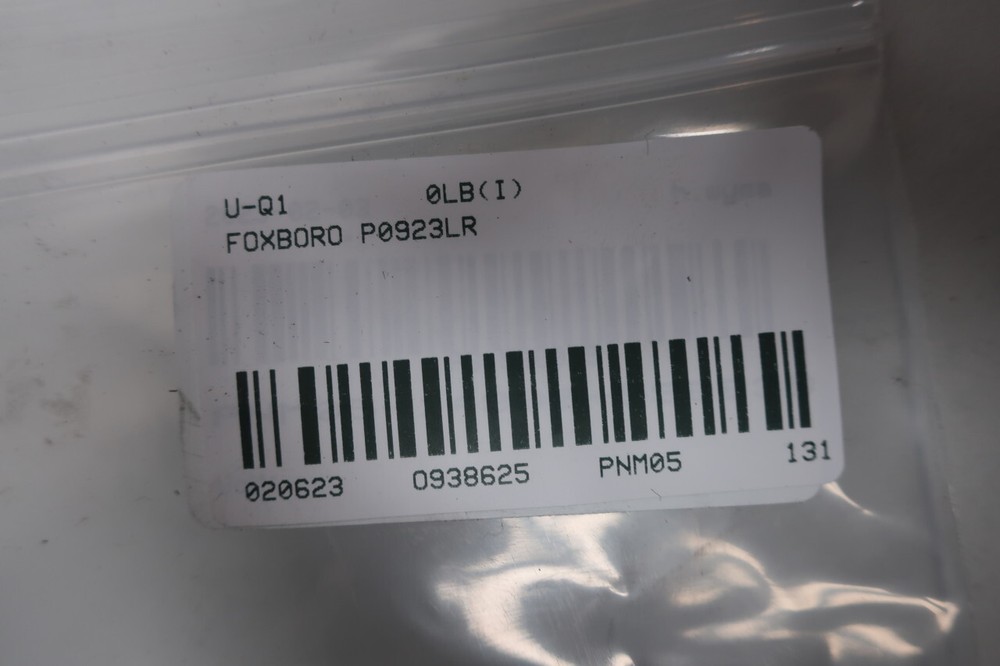 U-Q1 0LB(I)
FOXBORO P0923LR
020623 0938625 PNM05 131